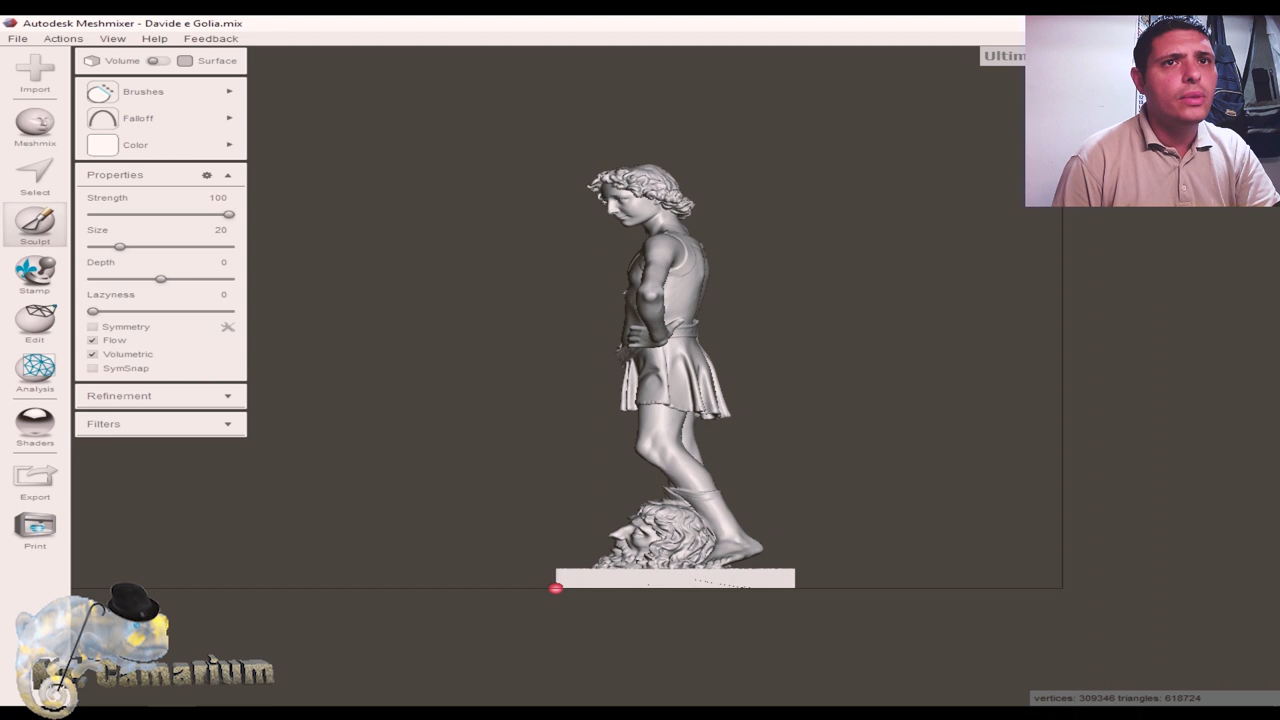 Autodesk Meshmixer - Davide e Golia.mix
File Actions View Help Feedback
Import
Meshmix
Select
Sculpt
Stamp
Edit
Analysis
Shaders
Export
Print
Volume Surface
Brushes
Falloff
Color
Properties
Strength 100
Size 20
Depth 0
Lazyness 0
Symmetry
Flow
Volumetric
SymSnap
Refinement
Filters
Ultim
Camarium
vertices: 309346 triangles: 618724